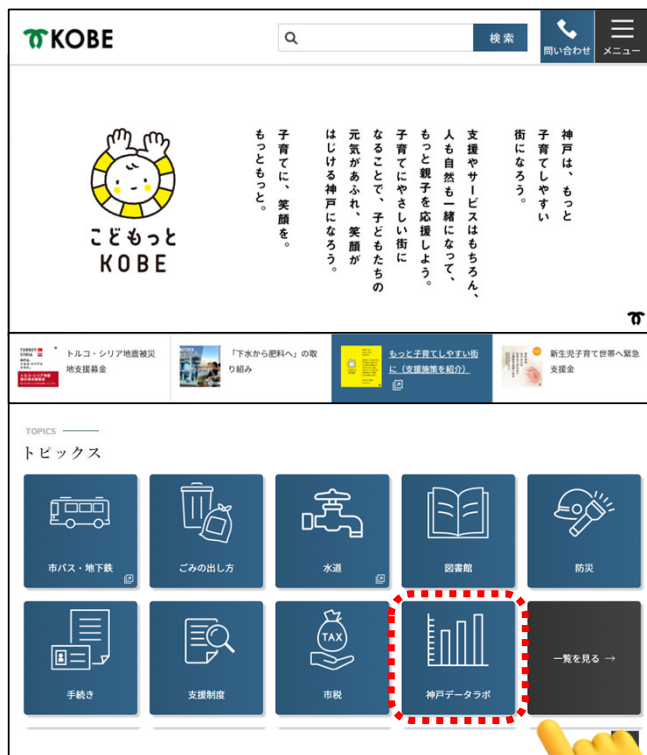 KOBE
検索
問い合わせ
メニュー
神戸は、もっと
子育てしやすい
街になろう。
支援やサービスはもちろん、
人も自然も一緒になって、
もっと親子を応援しよう。
子育てにやさしい街に
なることで、子どもたちの
元気があふれ、笑顔が
はじける神戸になろう。
子育てに、笑顔を。
もっともっと。
こどもっと
KOBE
トルコ・シリア地震被災
地支援募金
「下水から肥料へ」の取
り組み
もっと子育てしやすい街
に（支援施策を紹介）
新生児子育て世帯へ緊急
支援金
TOPICS
トピックス
市バス・地下鉄
ごみの出し方
水道
図書館
防災
手続き
支援制度
TAX
市税
神戸データラボ
一覧を見る →